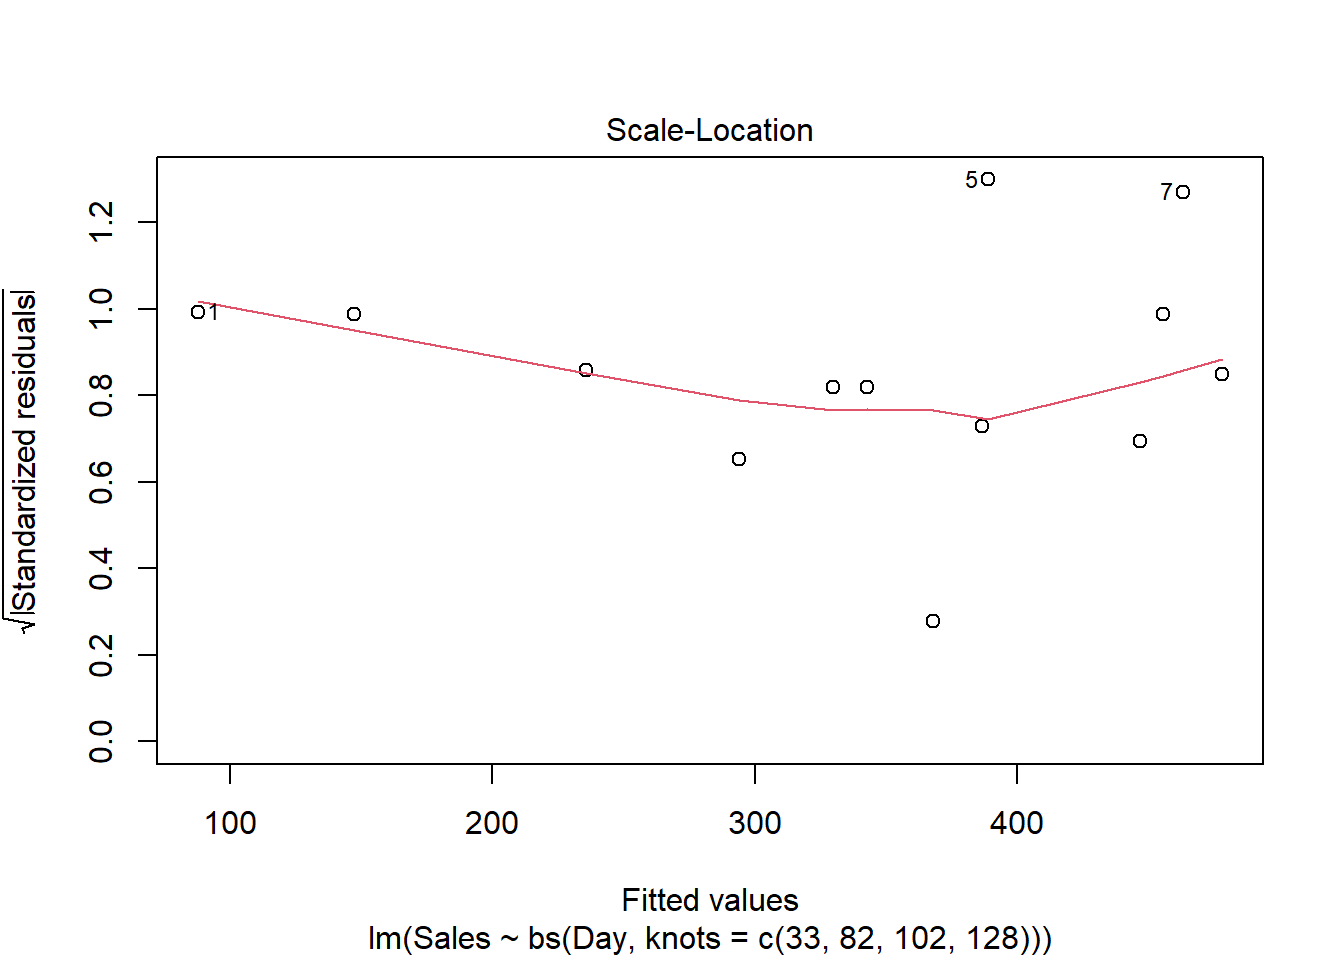 Scale-Location
√|Standardized residuals|
0.0 0.2 0.4 0.6 0.8 1.0 1.2
1
5
7
100 200 300 400
Fitted values
lm(Sales ~ bs(Day, knots = c(33, 82, 102, 128)))